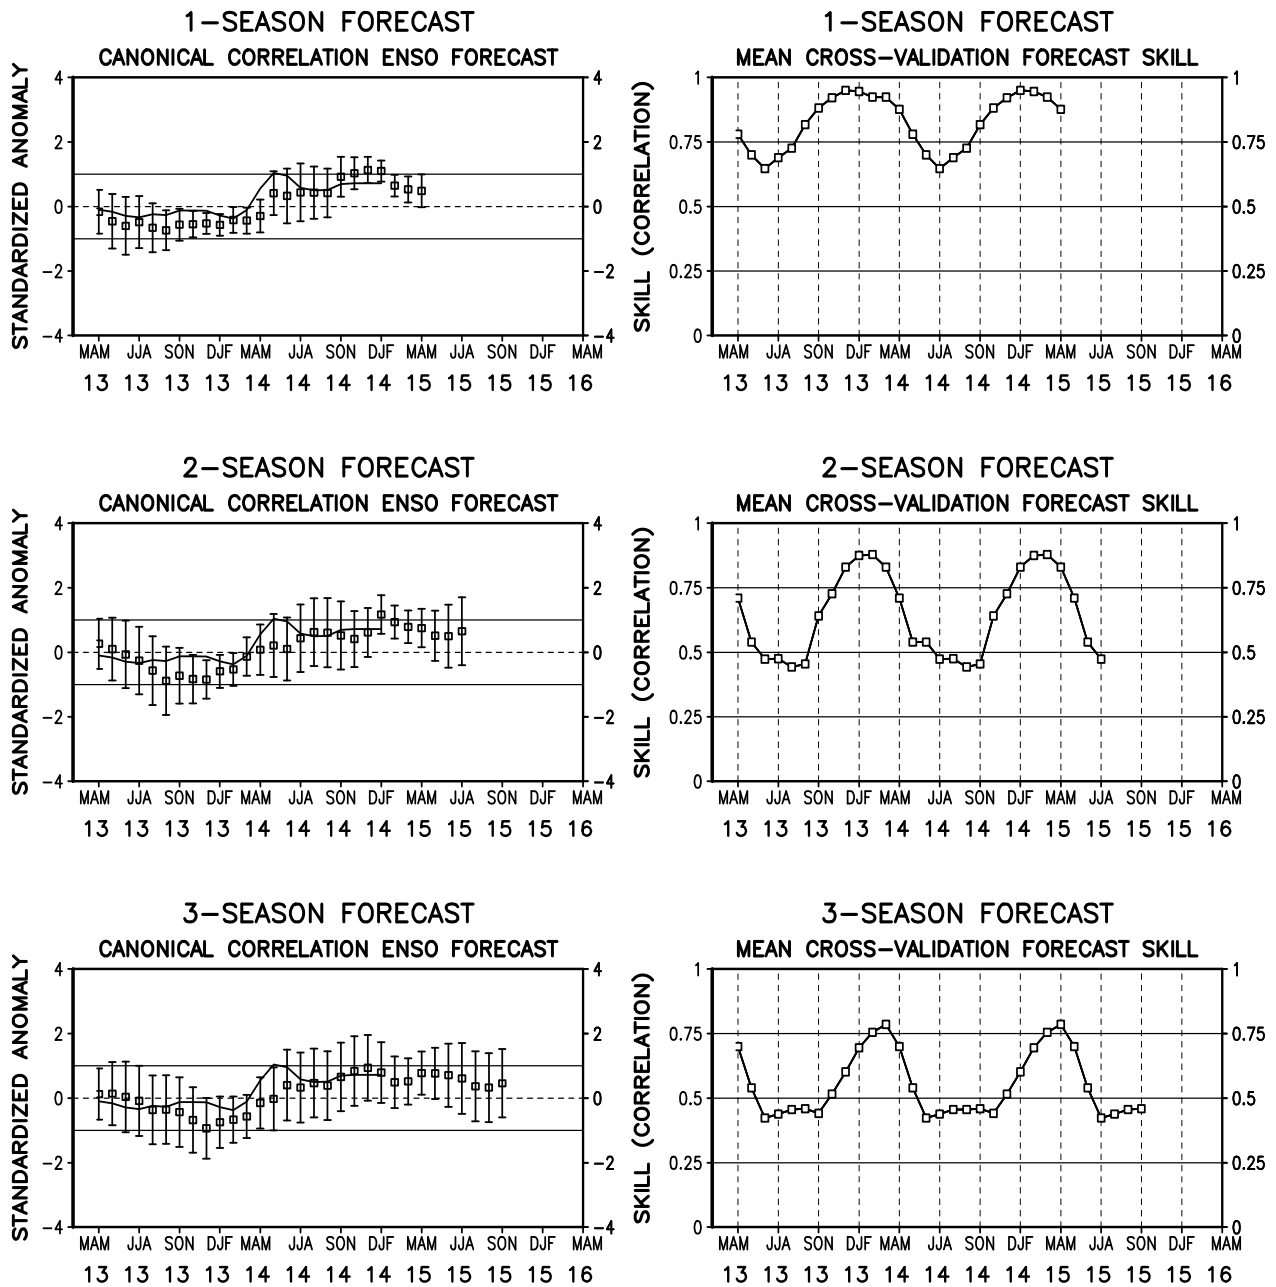 1-SEASON FORECAST
CANONICAL CORRELATION ENSO FORECAST
STANDARDIZED ANOMALY
4 2 0 -2 -4
4 2 0 -2 -4
MAM JJA SON DJF MAM JJA SON DJF MAM JJA SON DJF MAM
13 13 13 13 14 14 14 14 15 15 15 15 16
1-SEASON FORECAST
MEAN CROSS-VALIDATION FORECAST SKILL
SKILL (CORRELATION)
1 0.75 0.5 0.25 0
1 0.75 0.5 0.25 0
MAM JJA SON DJF MAM JJA SON DJF MAM JJA SON DJF MAM
13 13 13 13 14 14 14 14 15 15 15 15 16
2-SEASON FORECAST
CANONICAL CORRELATION ENSO FORECAST
STANDARDIZED ANOMALY
4 2 0 -2 -4
4 2 0 -2 -4
MAM JJA SON DJF MAM JJA SON DJF MAM JJA SON DJF MAM
13 13 13 13 14 14 14 14 15 15 15 15 16
2-SEASON FORECAST
MEAN CROSS-VALIDATION FORECAST SKILL
SKILL (CORRELATION)
1 0.75 0.5 0.25 0
1 0.75 0.5 0.25 0
MAM JJA SON DJF MAM JJA SON DJF MAM JJA SON DJF MAM
13 13 13 13 14 14 14 14 15 15 15 15 16
3-SEASON FORECAST
CANONICAL CORRELATION ENSO FORECAST
STANDARDIZED ANOMALY
4 2 0 -2 -4
4 2 0 -2 -4
MAM JJA SON DJF MAM JJA SON DJF MAM JJA SON DJF MAM
13 13 13 13 14 14 14 14 15 15 15 15 16
3-SEASON FORECAST
MEAN CROSS-VALIDATION FORECAST SKILL
SKILL (CORRELATION)
1 0.75 0.5 0.25 0
1 0.75 0.5 0.25 0
MAM JJA SON DJF MAM JJA SON DJF MAM JJA SON DJF MAM
13 13 13 13 14 14 14 14 15 15 15 15 16